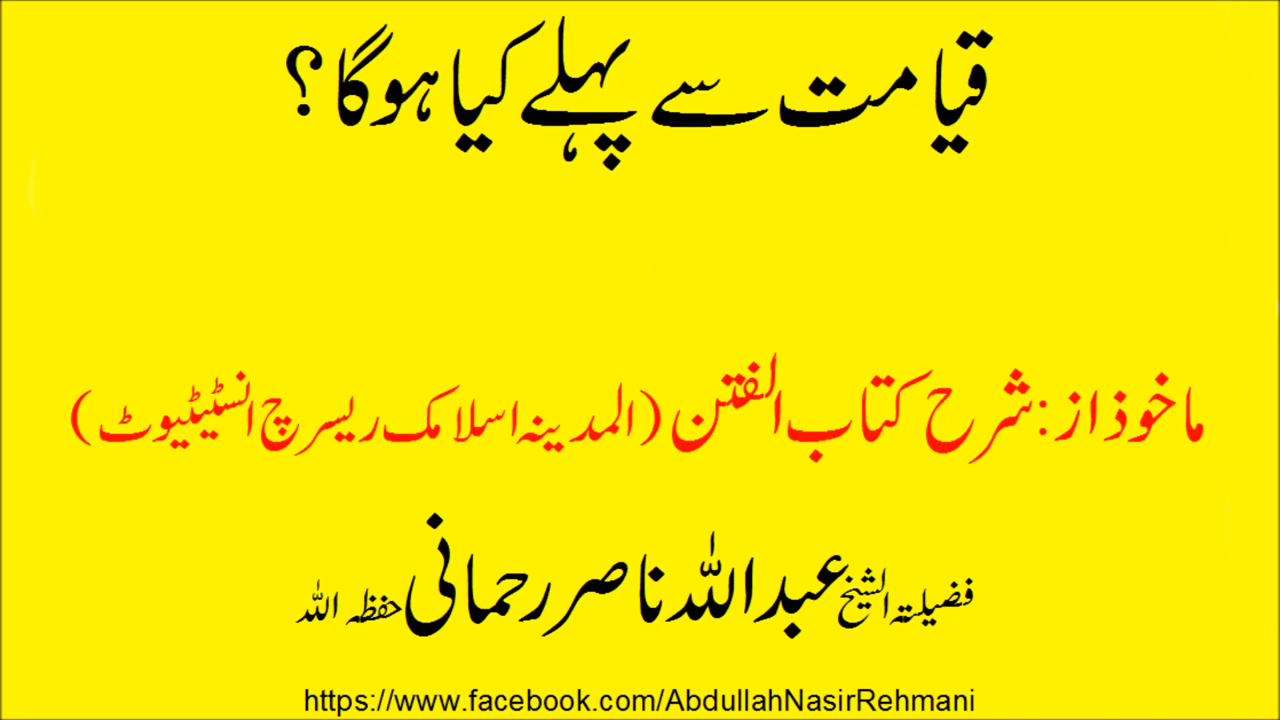 قیامت سے پہلے کیا ہوگا؟
ماخوذ از: شرح کتاب الفتن (المدینہ اسلامک ریسرچ انسٹیٹیوٹ)
فضیلۃ الشیخ عبداللہ ناصر رحمانی حفظہ اللہ
https://www.facebook.com/AbdullahNasirRehmani